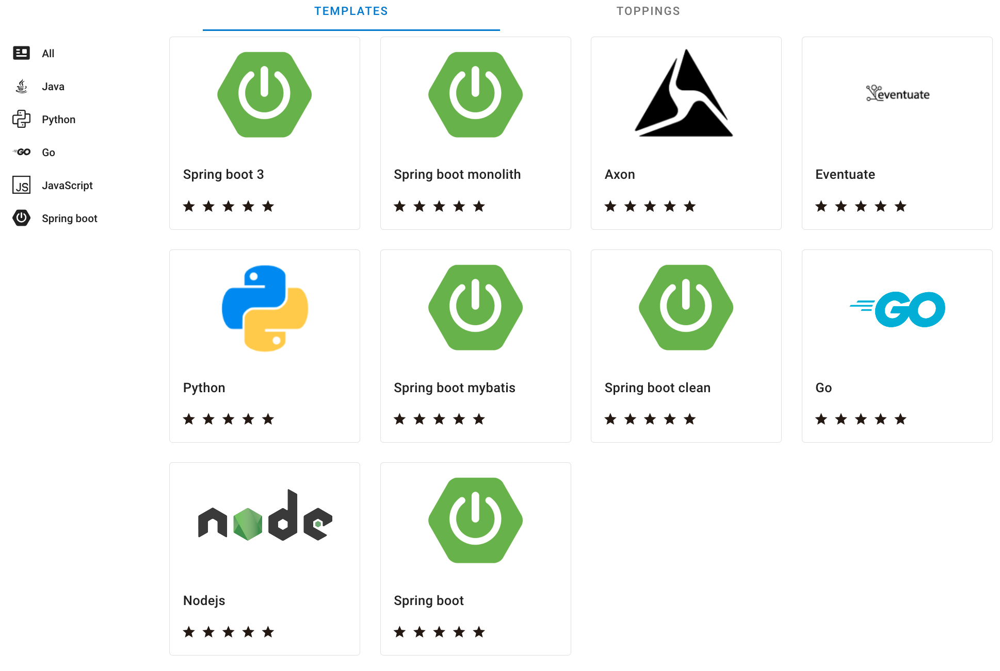 TEMPLATES
TOPPINGS
All
Java
Python
Go
JavaScript
Spring boot
eventuate
Spring boot 3
Spring boot monolith
Axon
Eventuate
GO
Python
Spring boot mybatis
Spring boot clean
Go
node
Nodejs
Spring boot
GO
JS